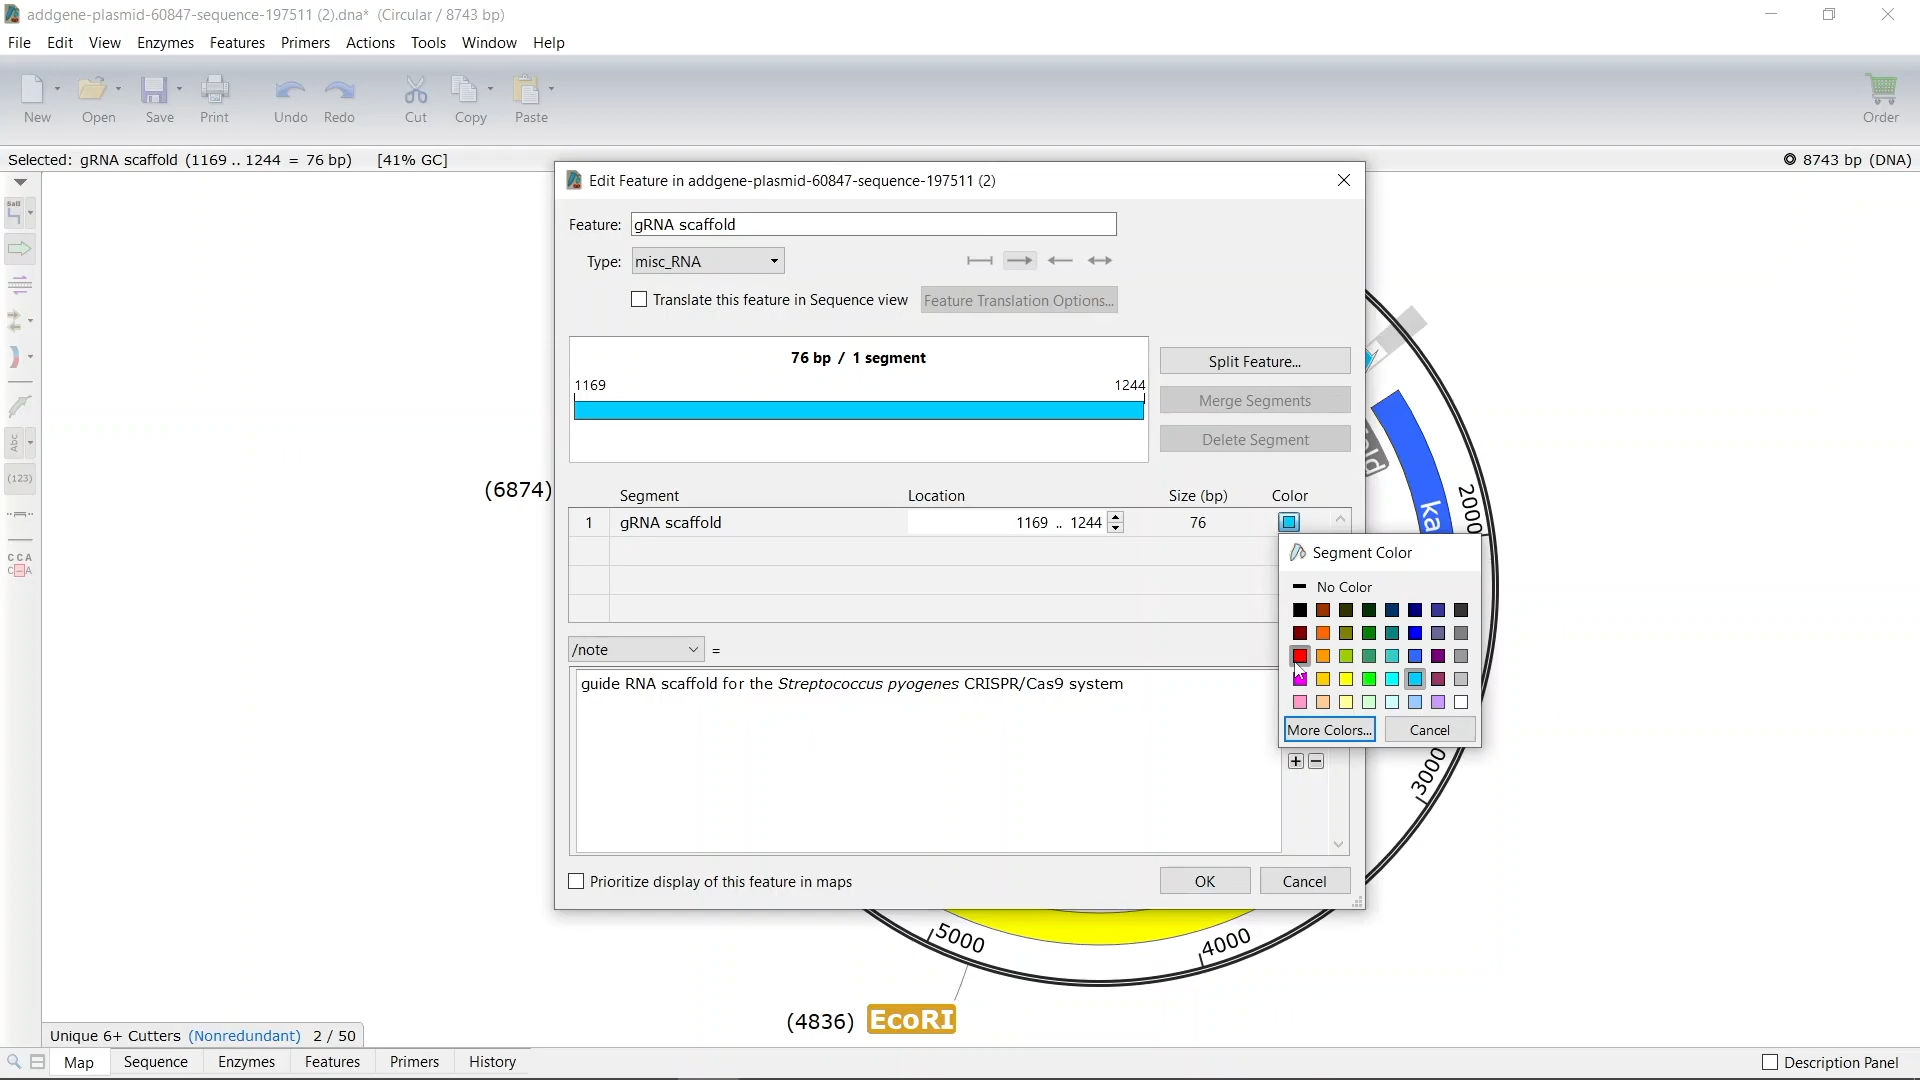 addgene-plasmid-60847-sequence-197511 (2).dna* (Circular / 8743 bp)
File Edit View Enzymes Features Primers Actions Tools Window Help
New Open Save Print Undo Redo Cut Copy Paste Order
Selected: gRNA scaffold (1169 .. 1244 = 76 bp) [41% GC] 8743 bp (DNA)
Edit Feature in addgene-plasmid-60847-sequence-197511 (2)
Feature: gRNA scaffold
Type: misc_RNA
Translate this feature in Sequence view Feature Translation Options...
76 bp / 1 segment
1169 1244
Split Feature...
Merge Segments
Delete Segment
(6874)
2000
Segment Location Size (bp) Color
1 gRNA scaffold 1169 .. 1244 76
Segment Color
No Color
More Colors... Cancel
/note =
guide RNA scaffold for the Streptococcus pyogenes CRISPR/Cas9 system
3000
Prioritize display of this feature in maps OK Cancel
5000 4000
(4836) EcoRI
Abc
(123)
CCA
C–A
Unique 6+ Cutters (Nonredundant) 2 / 50
Map Sequence Enzymes Features Primers History Description Panel